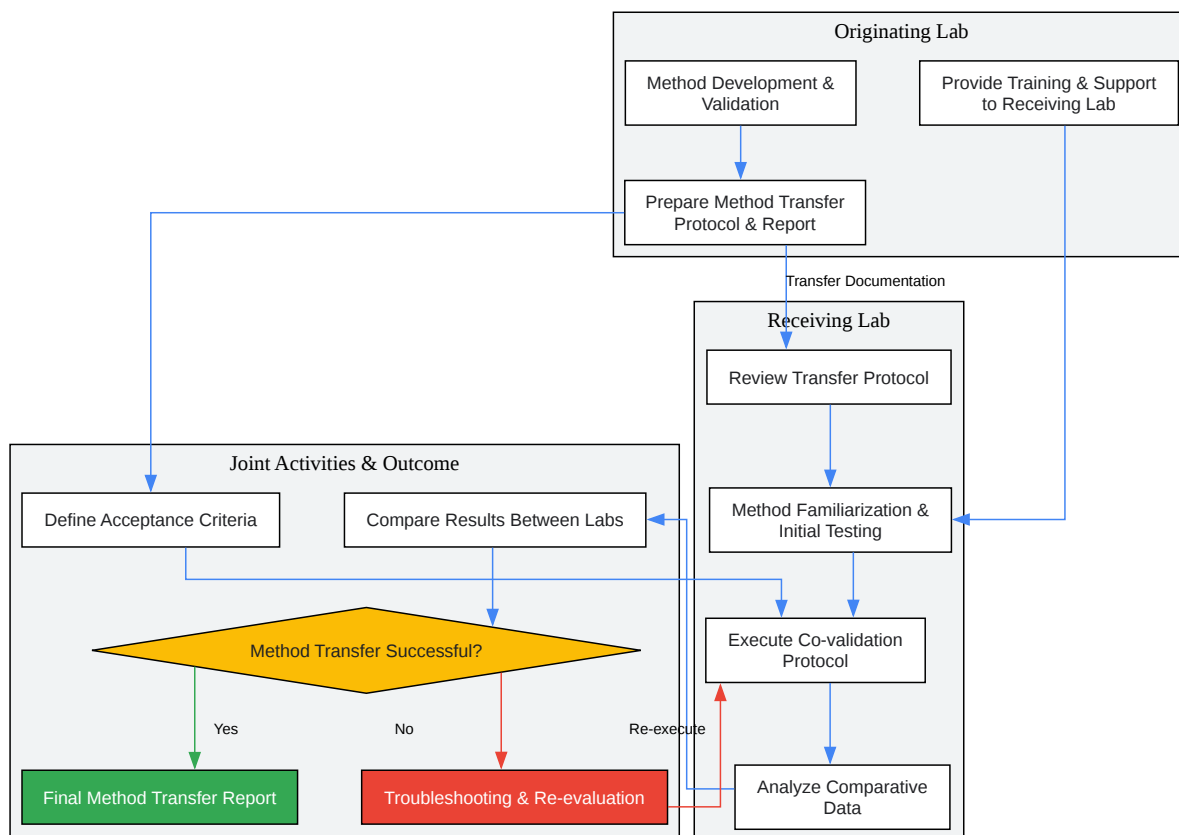 Originating Lab
Method Development &
Validation
Provide Training & Support
to Receiving Lab
Prepare Method Transfer
Protocol & Report
Transfer Documentation
Receiving Lab
Review Transfer Protocol
Joint Activities & Outcome
Define Acceptance Criteria
Compare Results Between Labs
Method Familiarization &
Initial Testing
Method Transfer Successful?
Execute Co-validation
Protocol
Yes
No
Re-execute
Final Method Transfer Report
Troubleshooting & Re-evaluation
Analyze Comparative
Data